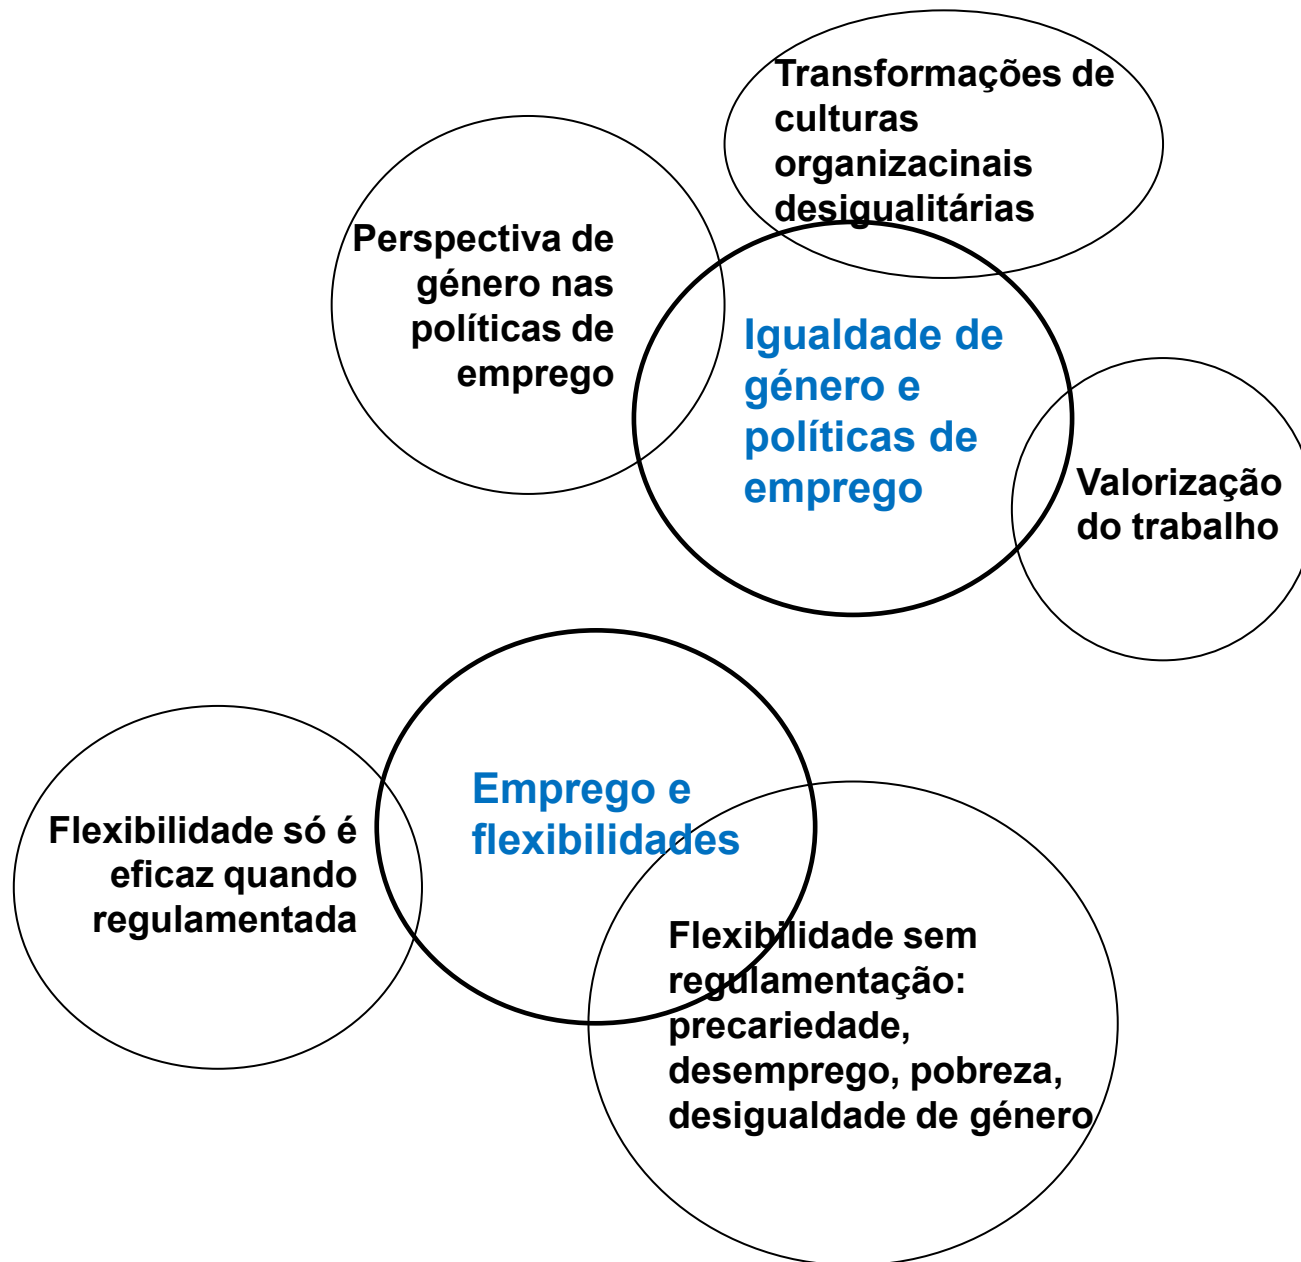 Transformações de
culturas
organizacinais
desigualitárias
Perspectiva de
género nas
políticas de
emprego
Igualdade de
género e
políticas de
emprego
Valorização
do trabalho
Emprego e
flexibilidades
Flexibilidade só é
eficaz quando
regulamentada
Flexibilidade sem
regulamentação:
precariedade,
desemprego, pobreza,
desigualdade de género